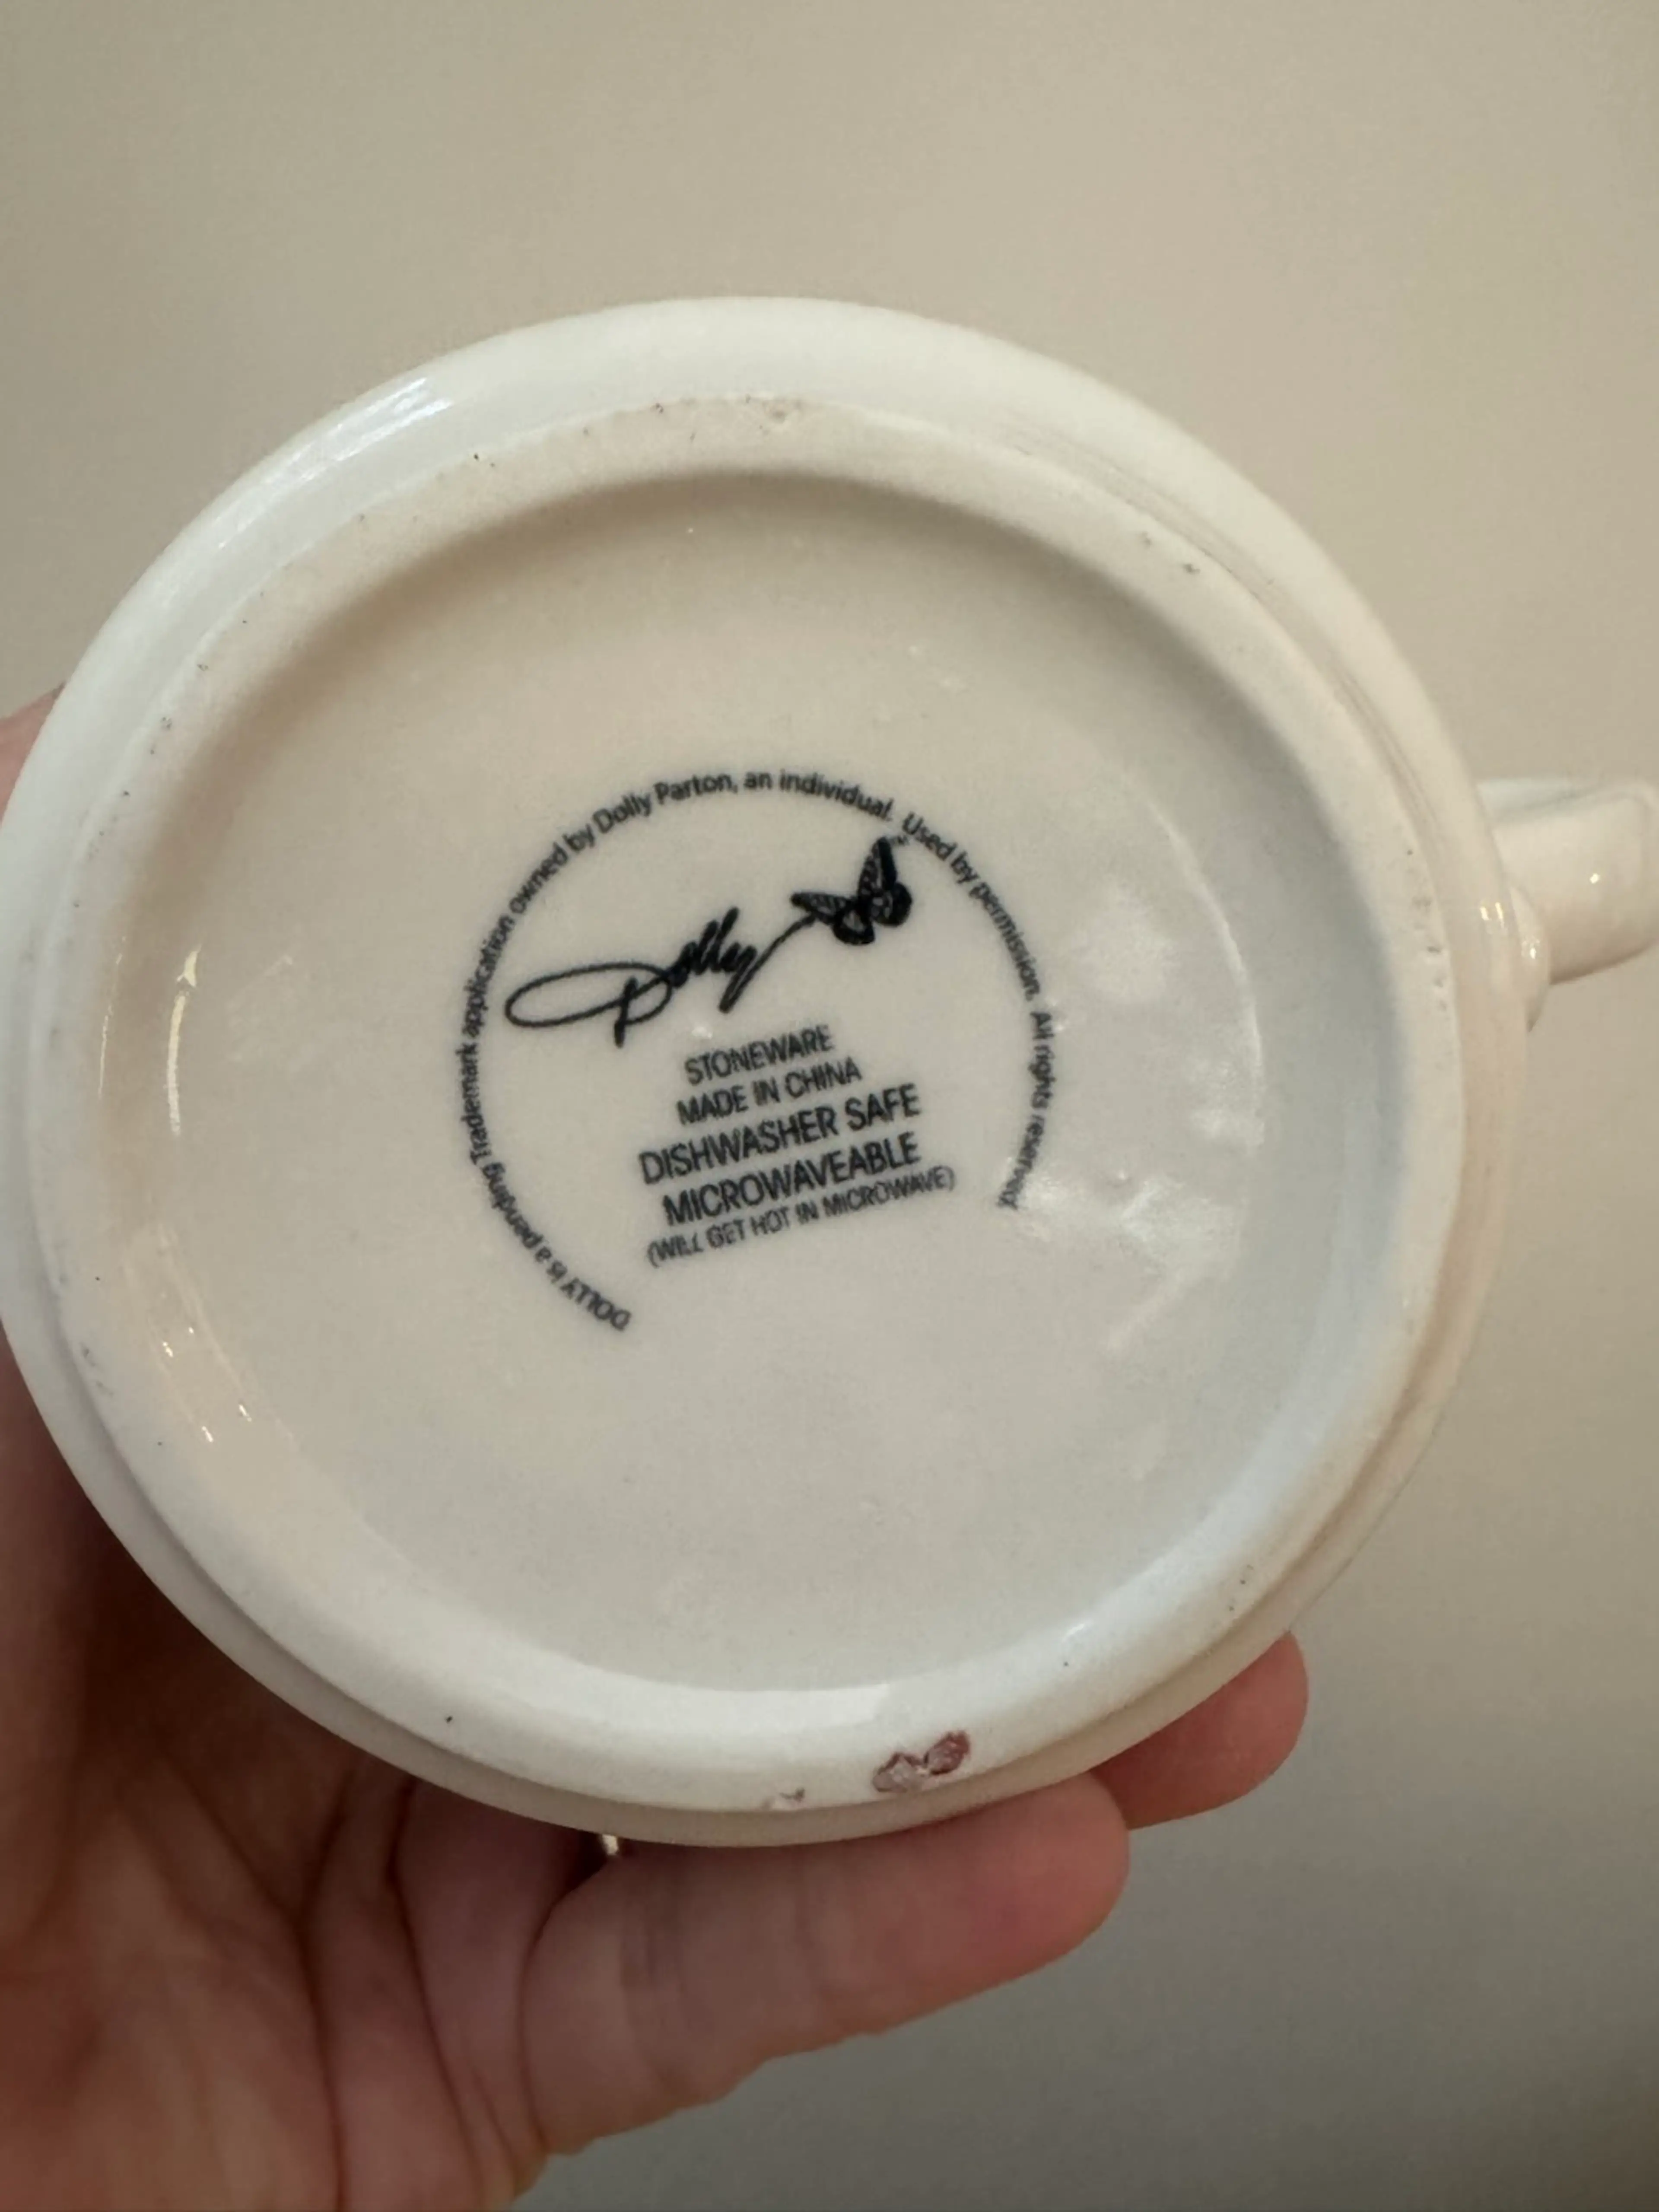 DOLLY is a pending Trademark application owned by Dolly Parton, an individual. Used by permission. All rights reserved.
Dolly
STONEWARE
MADE IN CHINA
DISHWASHER SAFE
MICROWAVEABLE
(WILL GET HOT IN MICROWAVE)